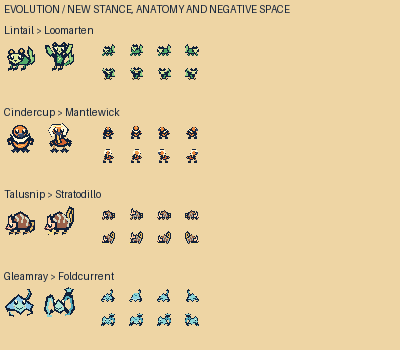 EVOLUTION / NEW STANCE, ANATOMY AND NEGATIVE SPACE
Lintail > Loomarten
Cindercup > Mantlewick
Talusnip > Stratodillo
Gleamray > Foldcurrent